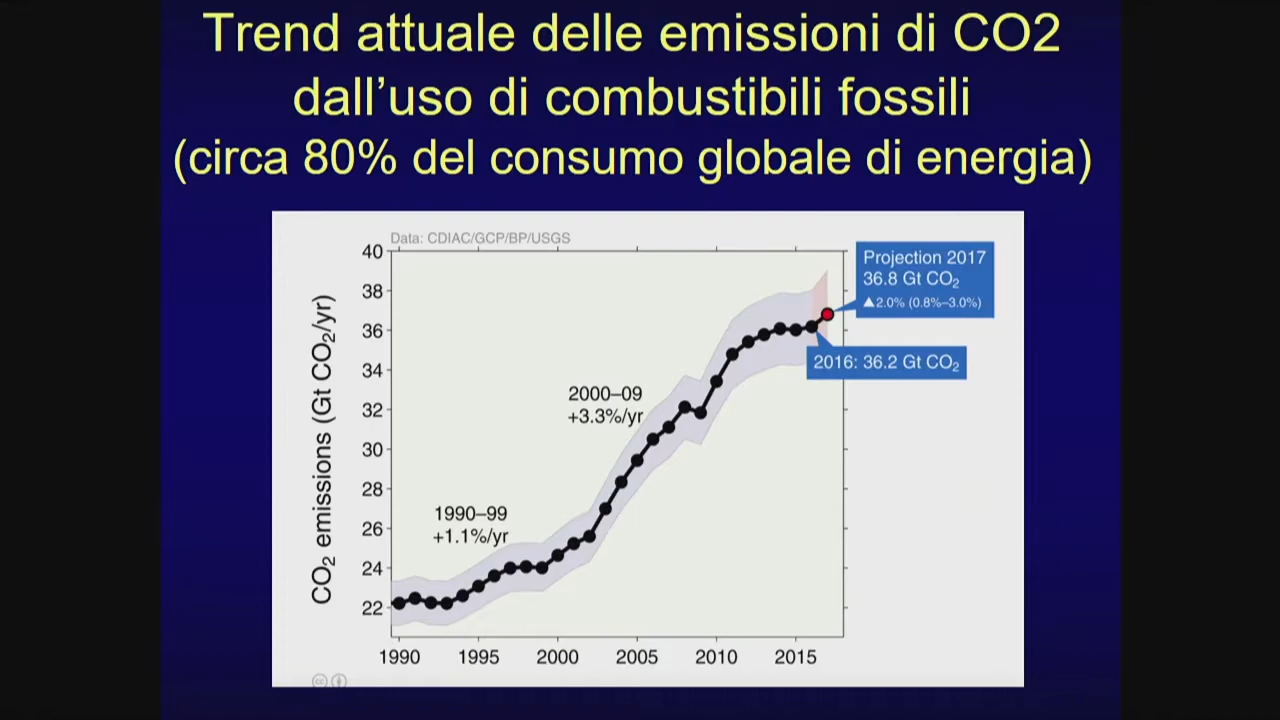 Trend attuale delle emissioni di CO2
dall’uso di combustibili fossili
(circa 80% del consumo globale di energia)
Data: CDIAC/GCP/BP/USGS
CO₂ emissions (Gt CO₂/yr)
40
38
36
34
32
30
28
26
24
22
1990
1995
2000
2005
2010
2015
1990–99
+1.1%/yr
2000–09
+3.3%/yr
Projection 2017
36.8 Gt CO₂
▲2.0% (0.8%–3.0%)
2016: 36.2 Gt CO₂
cc